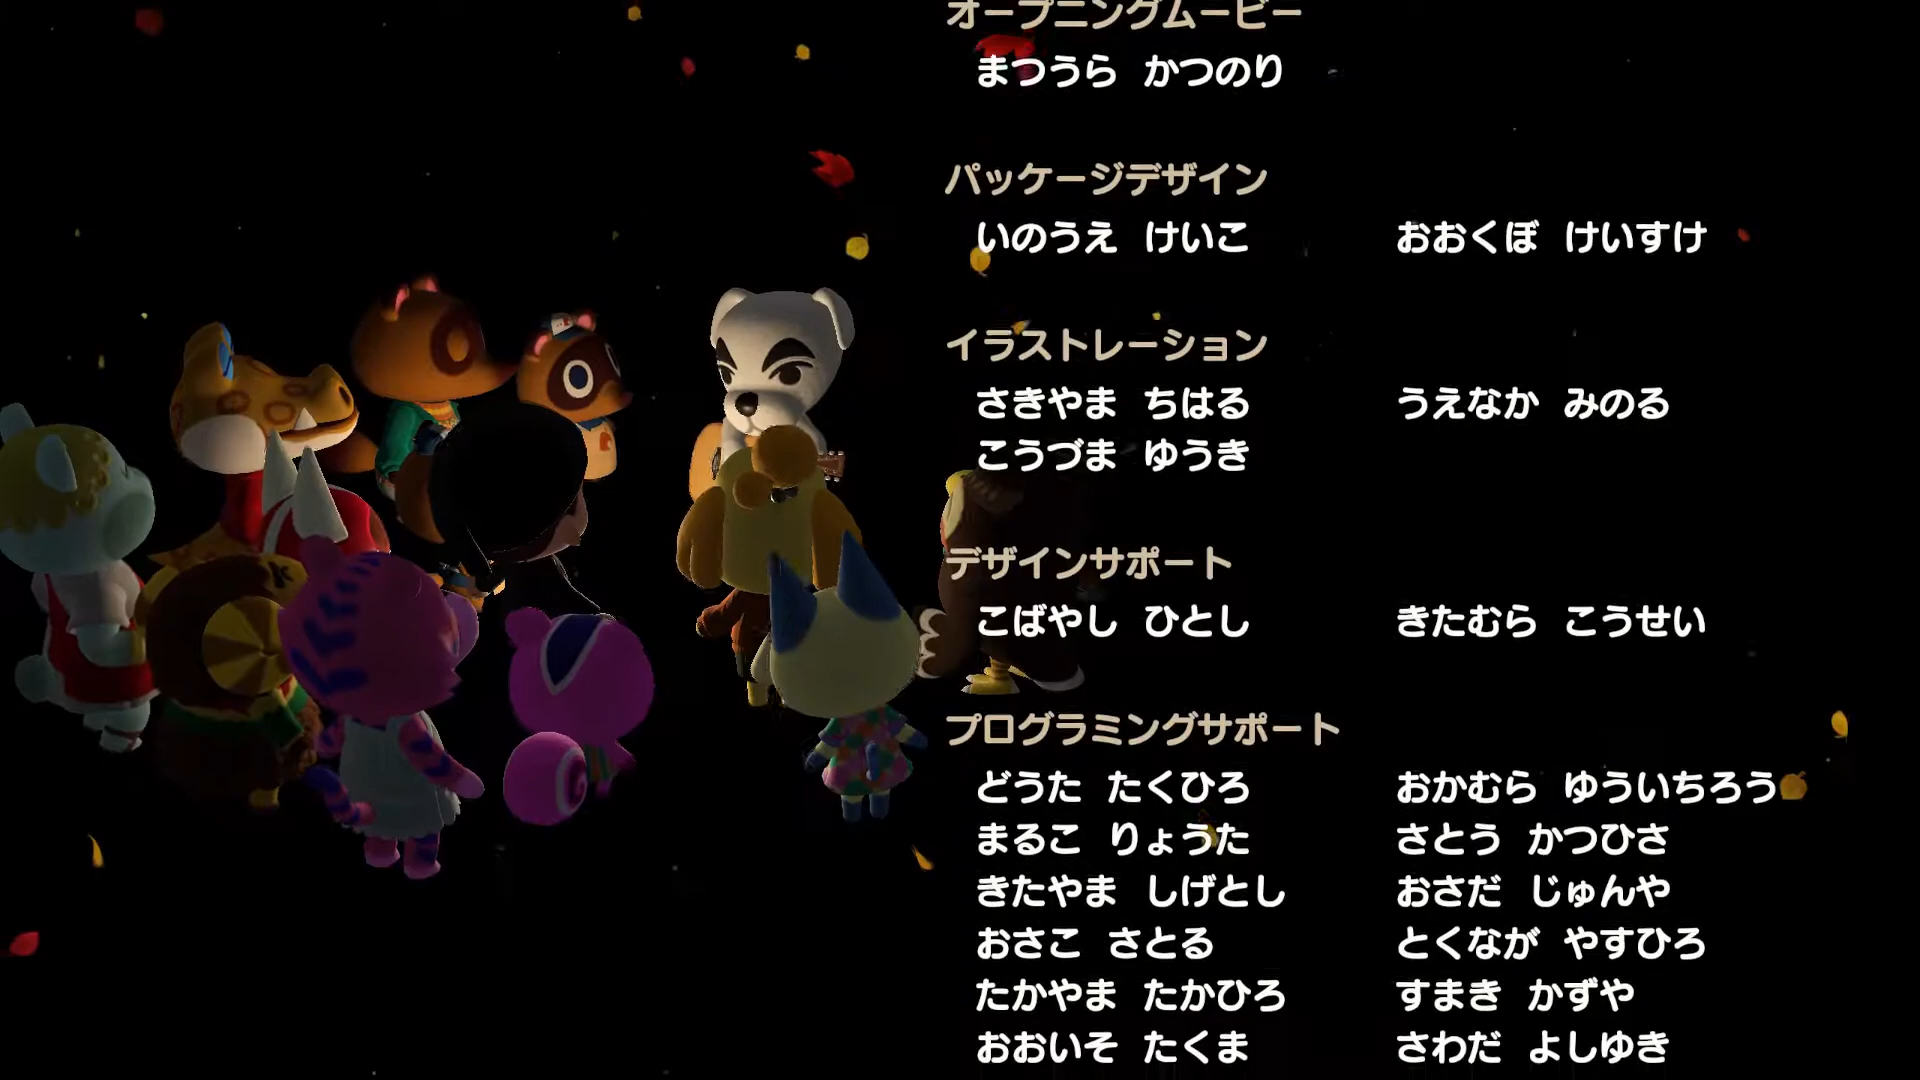 オープニングムービー
まつうら かつのり
パッケージデザイン
いのうえ けいこ おおくぼ けいすけ
イラストレーション
さきやま ちはる うえなか みのる
こうづま ゆうき
デザインサポート
こばやし ひとし きたむら こうせい
プログラミングサポート
どうた たくひろ おかむら ゆういちろう
まるこ りょうた さとう かつひさ
きたやま しげとし おさだ じゅんや
おさこ さとる とくなが やすひろ
たかやま たかひろ すまき かずや
おおいそ たくま さわだ よしゆき